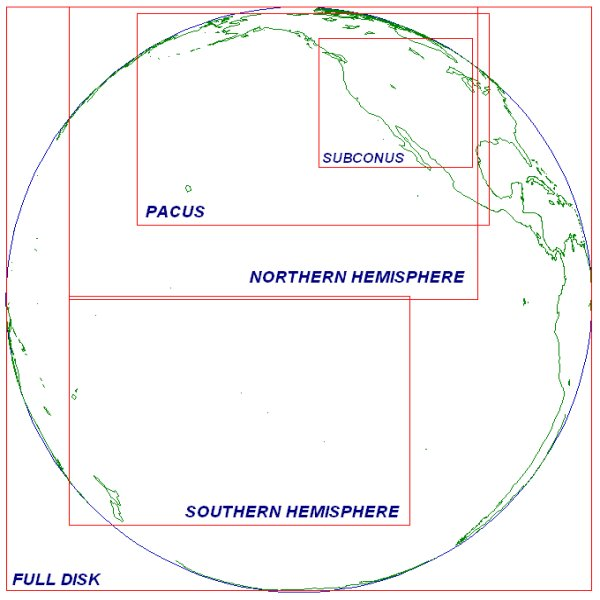 SUBCONUS
PACUS
NORTHERN HEMISPHERE
SOUTHERN HEMISPHERE
FULL DISK